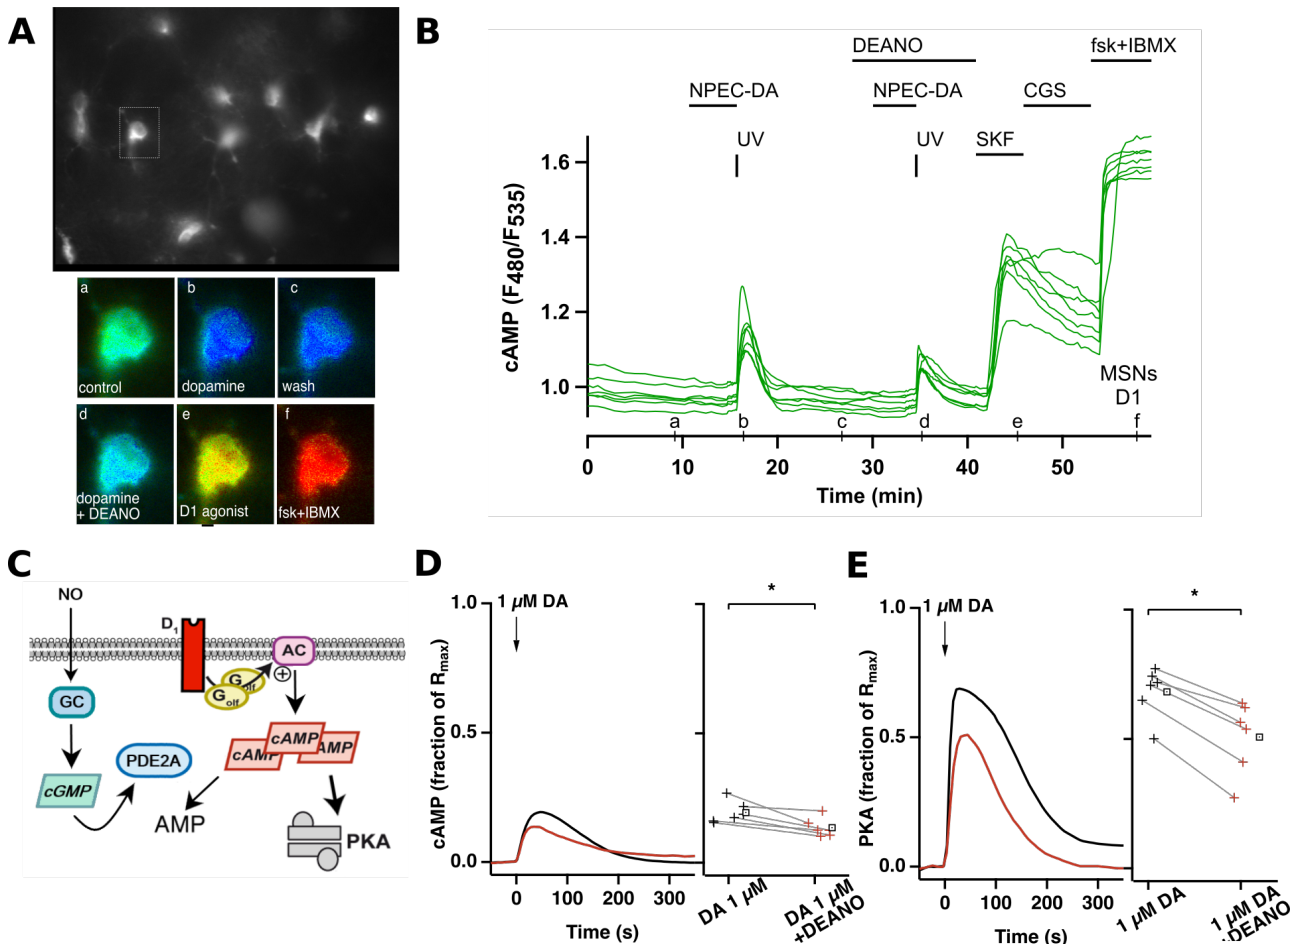 A
a
control
b
dopamine
c
wash
d
dopamine
+ DEANO
e
D1 agonist
f
fsk+IBMX
B
DEANO
fsk+IBMX
NPEC-DA
NPEC-DA
CGS
UV
UV
SKF
cAMP (F480/F535)
1.6
1.4
1.2
1.0
MSNs
D1
a
b
c
d
e
f
0
10
20
30
40
50
Time (min)
C
NO
D1
AC
+
Golf
Golf
GC
cAMP
cAMP
AMP
PDE2A
cGMP
AMP
PKA
D
1 µM DA
*
cAMP (fraction of Rmax)
1.0
0.5
0.0
0
100
200
300
Time (s)
DA 1 µM
DA 1 µM
+DEANO
E
1 µM DA
*
PKA (fraction of Rmax)
1.0
0.5
0.0
0
100
200
300
Time (s)
1 µM DA
1 µM DA
+DEANO